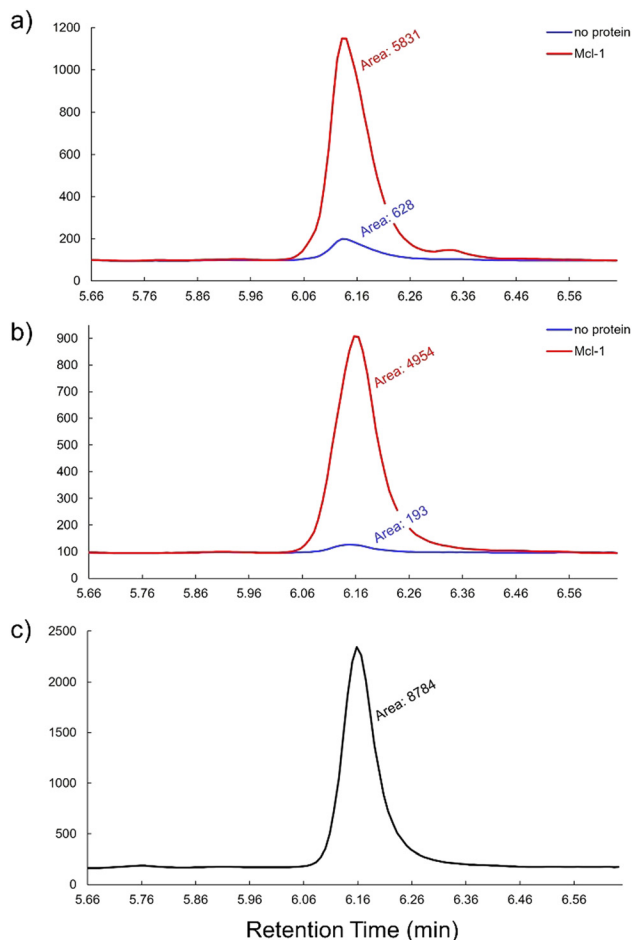 a)
1200
1000
800
600
400
200
0
Area: 5831
Area: 628
no protein
Mcl-1
5.66 5.76 5.86 5.96 6.06 6.16 6.26 6.36 6.46 6.56
b)
900
800
700
600
500
400
300
200
100
0
Area: 4954
Area: 193
no protein
Mcl-1
5.66 5.76 5.86 5.96 6.06 6.16 6.26 6.36 6.46 6.56
c)
2500
2000
1500
1000
500
0
Area: 8784
5.66 5.76 5.86 5.96 6.06 6.16 6.26 6.36 6.46 6.56
Retention Time (min)